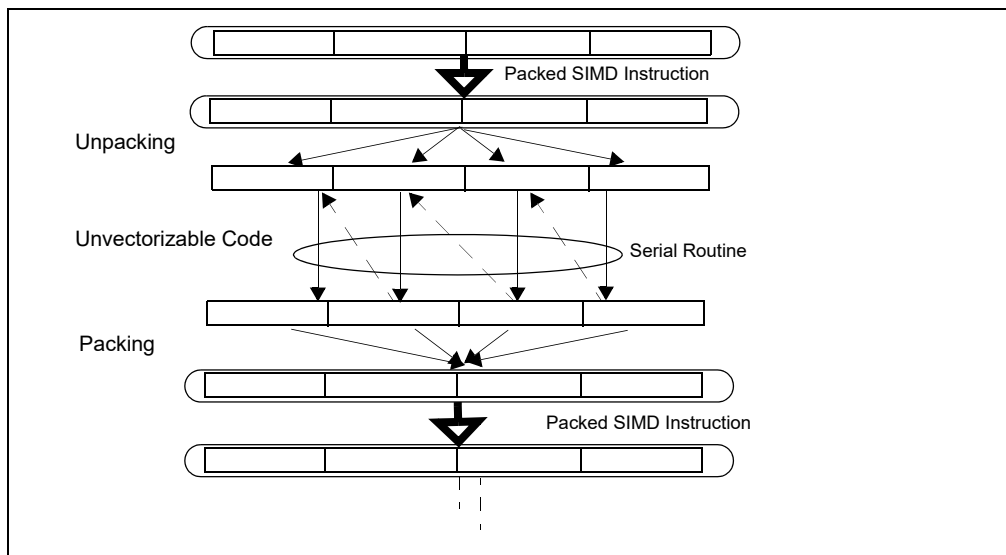 Packed SIMD Instruction
Unpacking
Unvectorizable Code
Serial Routine
Packing
Packed SIMD Instruction